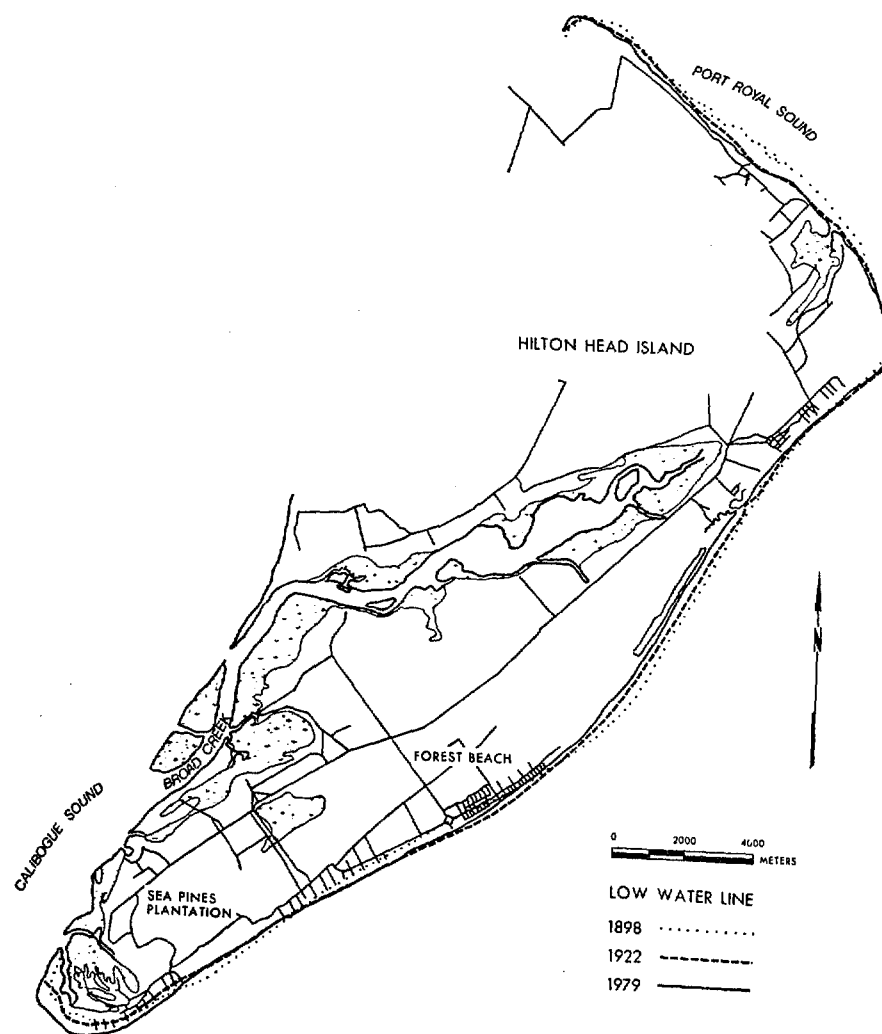 PORT ROYAL SOUND
HILTON HEAD ISLAND
N
BROAD CREEK
FOREST BEACH
CALIBOGUE SOUND
SEA PINES
PLANTATION
0 2000 4000
METERS
LOW WATER LINE
1898
1922
1979